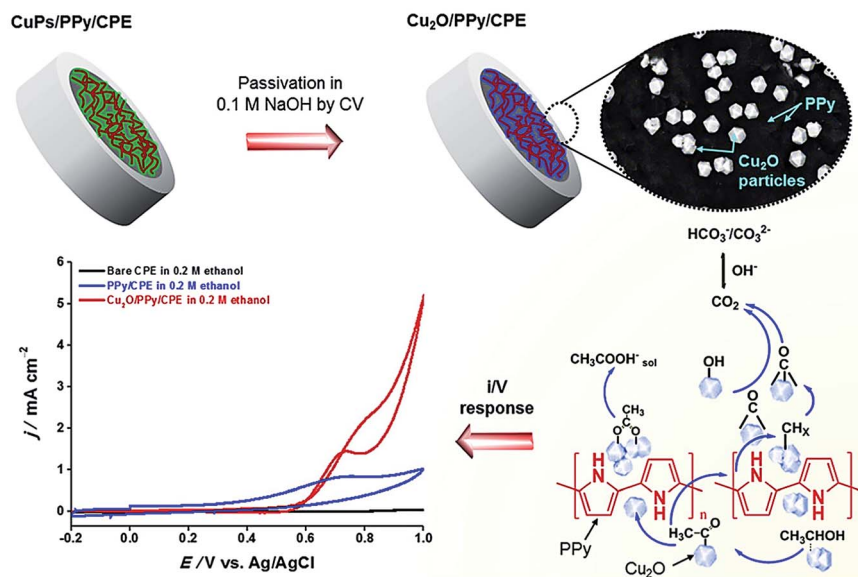 CuPs/PPy/CPE
Passivation in
0.1 M NaOH by CV
Cu₂O/PPy/CPE
PPy
Cu₂O
particles
HCO₃⁻/CO₃²⁻
OH⁻
CO₂
Bare CPE in 0.2 M ethanol
PPy/CPE in 0.2 M ethanol
Cu₂O/PPy/CPE in 0.2 M ethanol
j / mA cm⁻²
6
5
4
3
2
1
0
-0.2
0.0
0.2
0.4
0.6
0.8
1.0
E /V vs. Ag/AgCl
i/V
response
CH₃COOH⁻ sol
OH
O
C
O
C
CH₃
C
O
O
CHX
H
N
N
H
n
H
N
N
H
n
H₃C-C
O
CH₃CHOH
PPy
Cu₂O